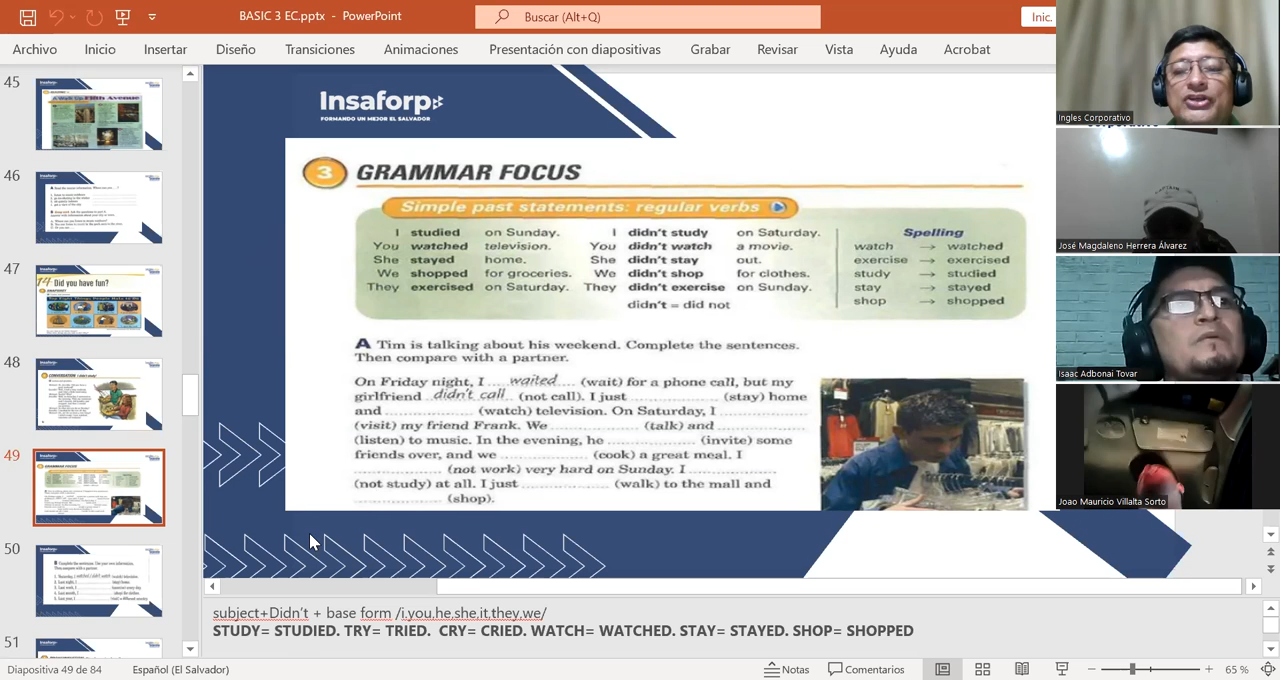 BASIC 3 EC.pptx - PowerPoint
Buscar (Alt+Q)
Inic.
Archivo Inicio Insertar Diseño Transiciones Animaciones Presentación con diapositivas Grabar Revisar Vista Ayuda Acrobat
45
46
47
14 Did you have fun?
48
49
50
51
Insaforp
FORMANDO UN MEJOR EL SALVADOR
3 GRAMMAR FOCUS
Simple past statements: regular verbs
I studied on Sunday. I didn't study on Saturday. Spelling
You watched television. You didn't watch a movie. watch → watched
She stayed home. She didn't stay out. exercise → exercised
We shopped for groceries. We didn't shop for clothes. study → studied
They exercised on Saturday. They didn't exercise on Sunday. stay → stayed
didn't = did not shop → shopped
A Tim is talking about his weekend. Complete the sentences.
Then compare with a partner.
On Friday night, I waited (wait) for a phone call, but my
girlfriend didn't call (not call). I just ............ (stay) home
and ............ (watch) television. On Saturday, I ............
(visit) my friend Frank. We ............ (talk) and ............
(listen) to music. In the evening, he ............ (invite) some
friends over, and we ............ (cook) a great meal. I
............ (not work) very hard on Sunday. I ............
(not study) at all. I just ............ (walk) to the mall and
............ (shop).
Ingles Corporativo
José Magdaleno Herrera Álvarez
Isaac Adbonai Tovar
Joao Mauricio Villalta Sorto
subject+Didn't + base form /i,you,he,she,it,they,we/
STUDY= STUDIED. TRY= TRIED. CRY= CRIED. WATCH= WATCHED. STAY= STAYED. SHOP= SHOPPED
Diapositiva 49 de 84 Español (El Salvador) Notas Comentarios 65 %